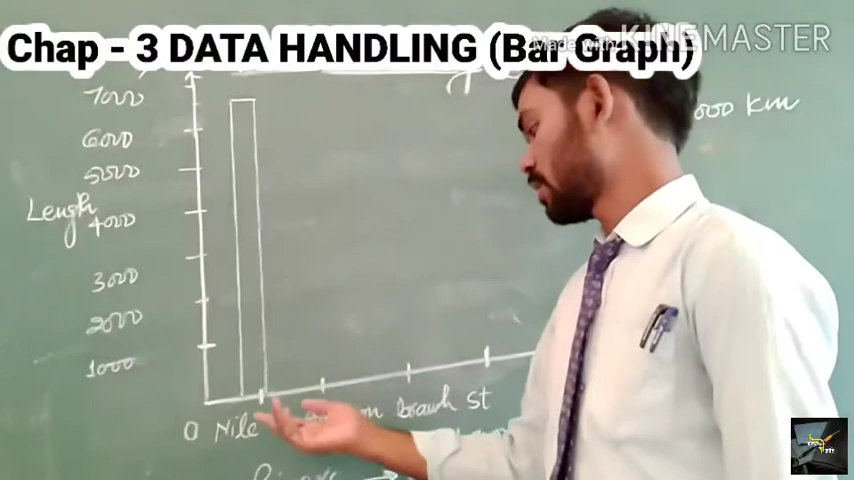 Chap - 3 DATA HANDLING (Bar Graph)
Made with KINEMASTER
7000
000 km
6000
5000
Length
4000
3000
2000
1000
0 Nile
st